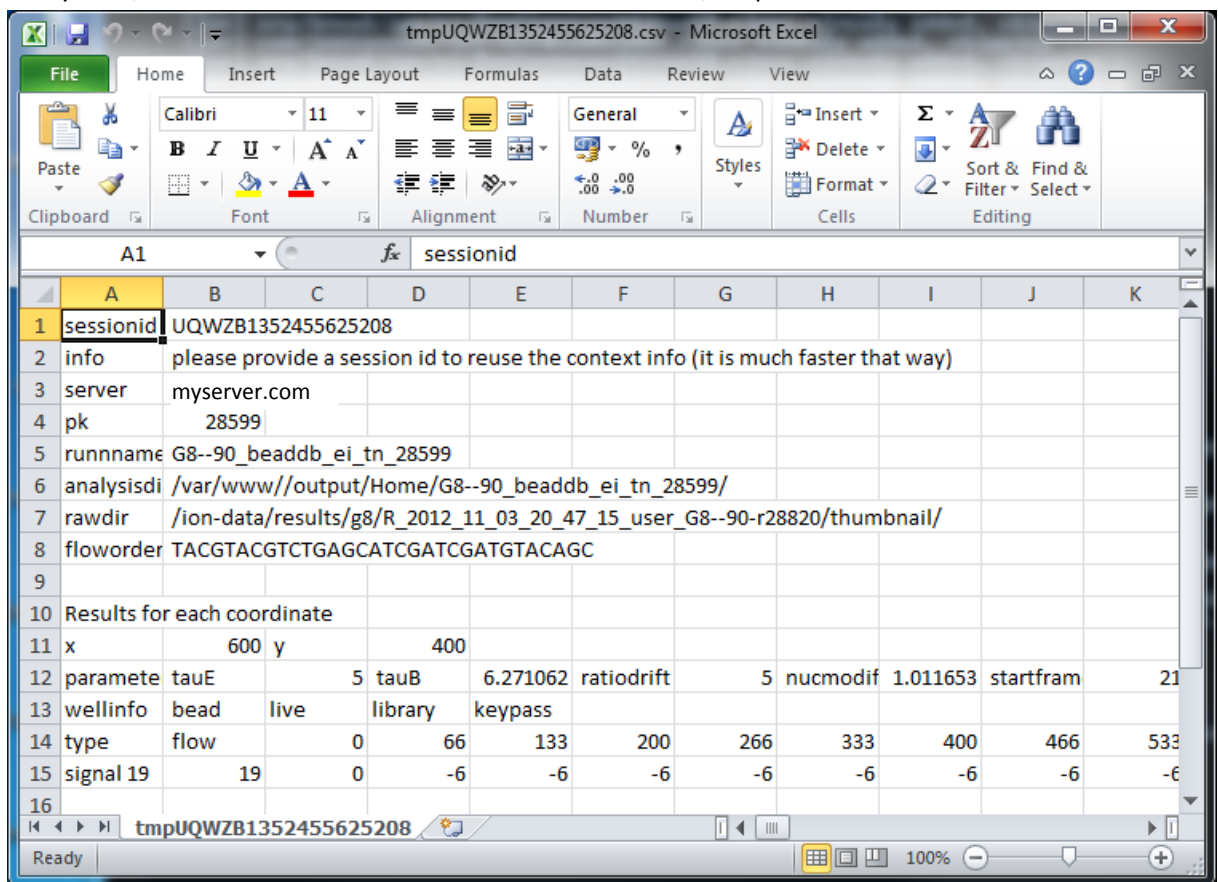 tmpUQWZB1352455625208.csv - Microsoft Excel
File Home Insert Page Layout Formulas Data Review View
Calibri 11 General Insert
B I U A A % , Styles Delete Sort & Find &
Paste A .00 .0 Format Filter Select
Clipboard Font Alignment Number Cells Editing
A1 fx sessionid
A B C D E F G H I J K
1 sessionid UQWZB1352455625208
2 info please provide a session id to reuse the context info (it is much faster that way)
3 server myserver.com
4 pk 28599
5 runnname G8--90_beaddb_ei_tn_28599
6 analysisdi /var/www//output/Home/G8--90_beaddb_ei_tn_28599/
7 rawdir /ion-data/results/g8/R_2012_11_03_20_47_15_user_G8--90-r28820/thumbnail/
8 floworder TACGTACGTCTGAGCATCGATCGATGTACAGC
9
10 Results for each coordinate
11 x 600 y 400
12 paramete tauE 5 tauB 6.271062 ratiodrift 5 nucmodif 1.011653 startfram 21
13 wellinfo bead live library keypass
14 type flow 0 66 133 200 266 333 400 466 533
15 signal 19 19 0 -6 -6 -6 -6 -6 -6 -6 -6
16
tmpUQWZB1352455625208
Ready 100%